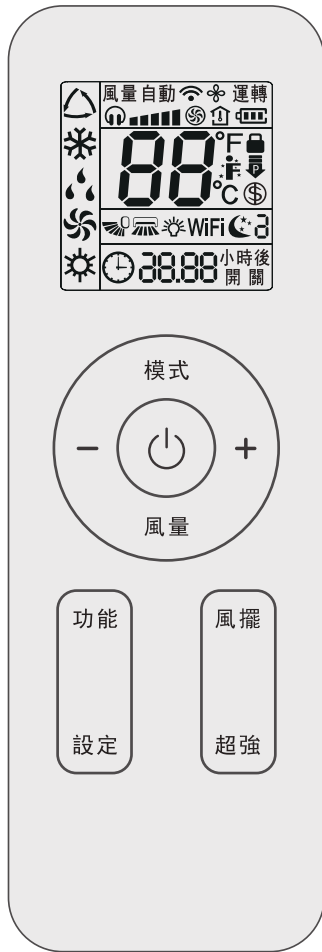 風量 自動 運轉
88°F
P
°C $
WiFi a
38.88 小時後
開 關
模式
− +
風量
功能 風擺
設定 超強